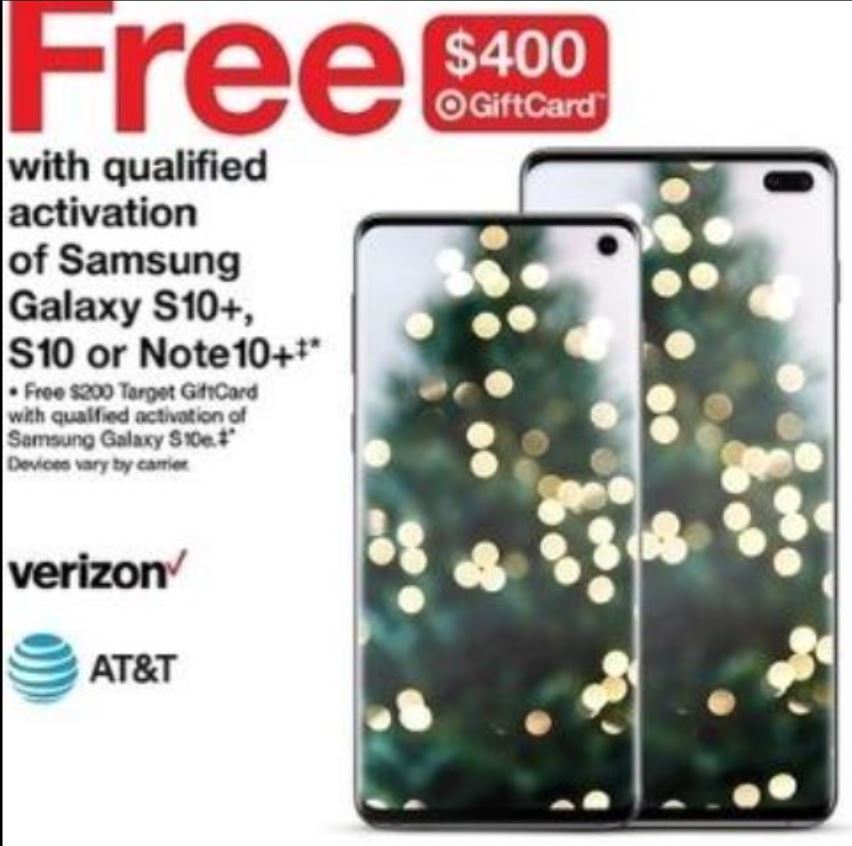 Free $400
GiftCard™
with qualified
activation
of Samsung
Galaxy S10+,
S10 or Note10+‡*
• Free $200 Target GiftCard
with qualified activation of
Samsung Galaxy S10e.‡*
Devices vary by carrier.
verizon✓
AT&T